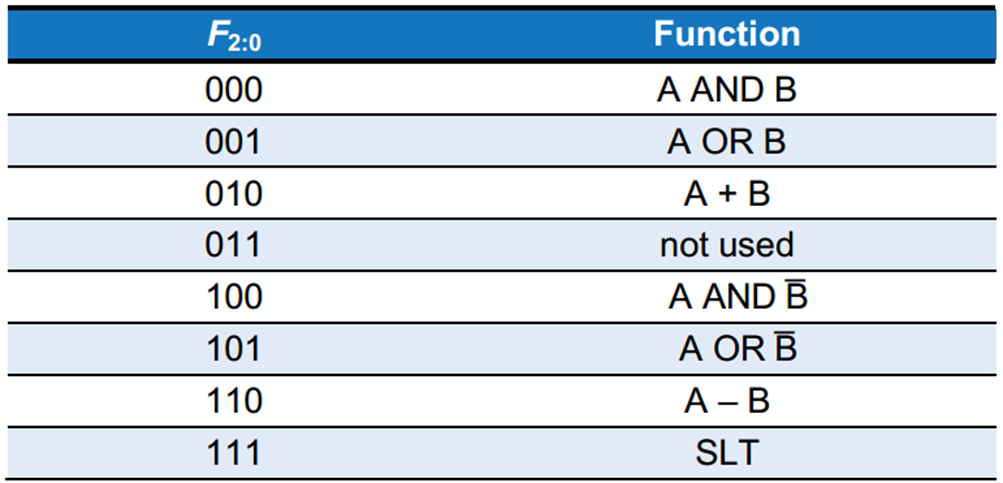 F2:0 Function
000 A AND B
001 A OR B
010 A + B
011 not used
100 A AND B̅
101 A OR B̅
110 A – B
111 SLT